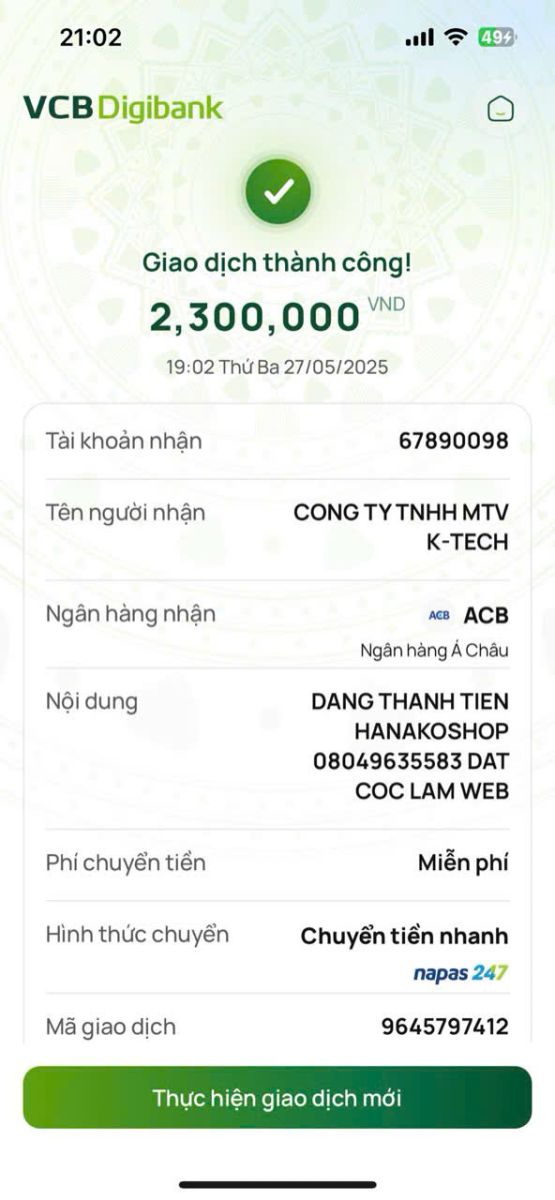 21:02
49
VCB Digibank
Giao dịch thành công!
2,300,000 VND
19:02 Thứ Ba 27/05/2025
Tài khoản nhận 67890098
Tên người nhận CONG TY TNHH MTV
K-TECH
Ngân hàng nhận ACB ACB
Ngân hàng Á Châu
Nội dung DANG THANH TIEN
HANAKOSHOP
08049635583 DAT
COC LAM WEB
Phí chuyển tiền Miễn phí
Hình thức chuyển Chuyển tiền nhanh
napas 247
Mã giao dịch 9645797412
Thực hiện giao dịch mới